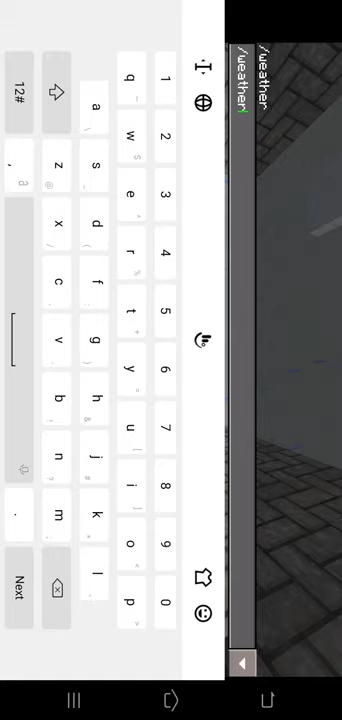 /weather
/weather
1 2 3 4 5 6 7 8 9 0
q w e r t y u i o p
a s d f g h j k l
z x c v b n m
12# , . Next